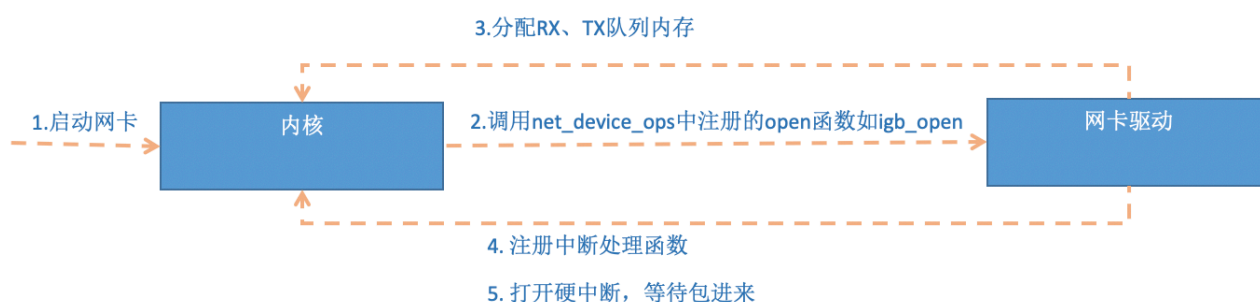 3.分配RX、TX队列内存
1.启动网卡
内核
2.调用net_device_ops中注册的open函数如igb_open
网卡驱动
4. 注册中断处理函数
5. 打开硬中断，等待包进来